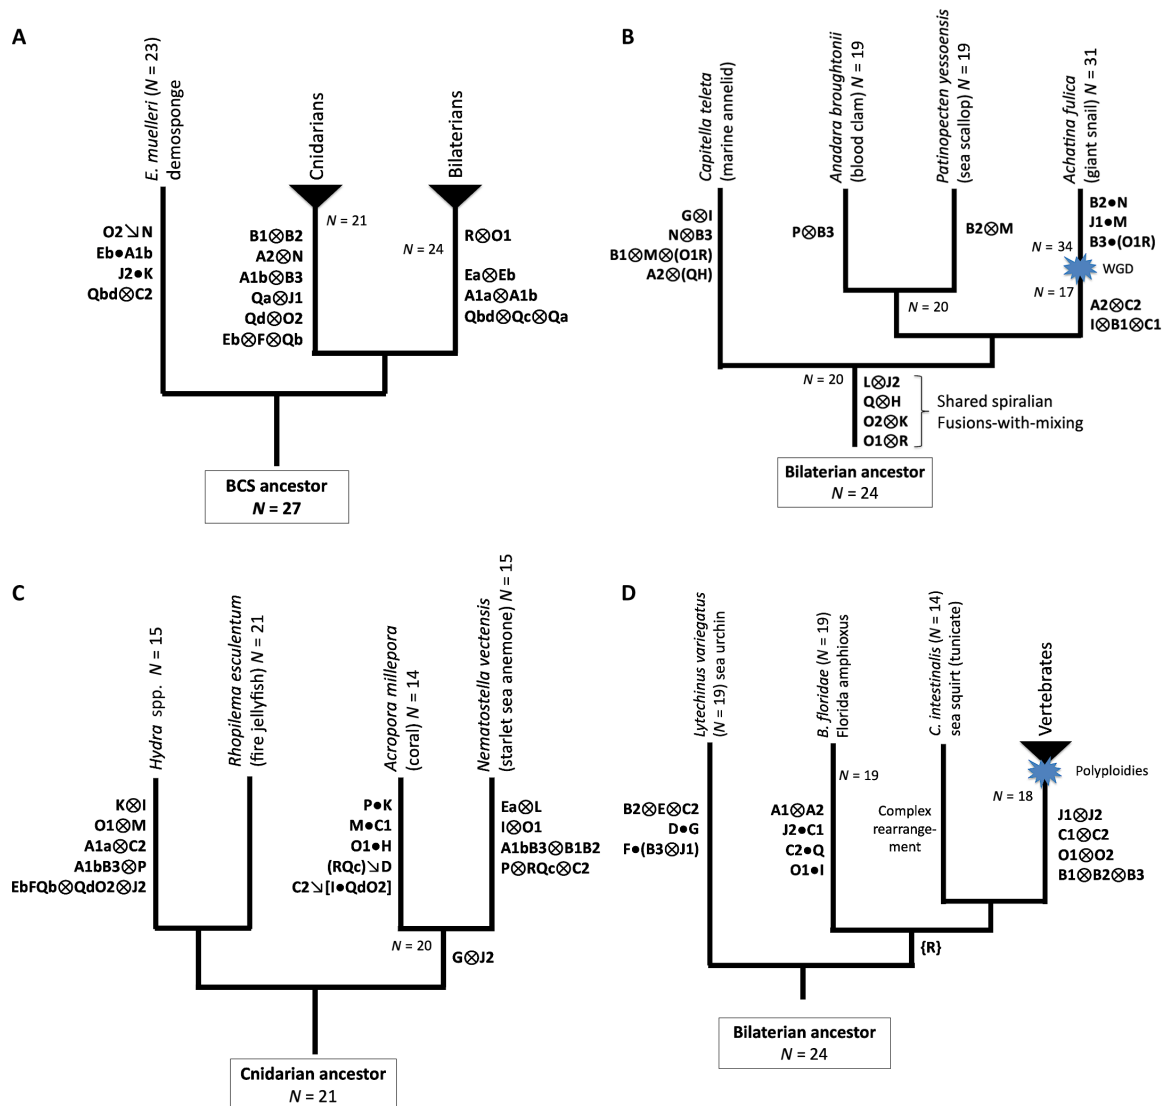 A
E. muelleri (N = 23)
demosponge
Cnidarians
Bilaterians
O2↘N
Eb●A1b
J2●K
Qbd⊗C2
N = 21
B1⊗B2
A2⊗N
A1b⊗B3
Qa⊗J1
Qd⊗O2
Eb⊗F⊗Qb
N = 24
R⊗O1
Ea⊗Eb
A1a⊗A1b
Qbd⊗Qc⊗Qa
BCS ancestor
N = 27
B
Capitella teleta
(marine annelid)
Anadara broughtonii
(blood clam) N = 19
Patinopecten yessoensis
(sea scallop) N = 19
Achatina fulica
(giant snail) N = 31
G⊗I
N⊗B3
B1⊗M⊗(O1R)
A2⊗(QH)
P⊗B3
B2⊗M
B2●N
J1●M
B3●(O1R)
N = 34
WGD
N = 17
A2⊗C2
I⊗B1⊗C1
N = 20
N = 20
L⊗J2
Q⊗H
O2⊗K
O1⊗R
Shared spiralian
Fusions-with-mixing
Bilaterian ancestor
N = 24
C
Hydra spp. N = 15
Rhopilema esculentum
(fire jellyfish) N = 21
Acropora millepora
(coral) N = 14
Nematostella vectensis
(starlet sea anemone) N = 15
K⊗I
O1⊗M
A1a⊗C2
A1bB3⊗P
EbFQb⊗QdO2⊗J2
P●K
M●C1
O1●H
(RQc)↘D
C2↘[I●QdO2]
Ea⊗L
I⊗O1
A1bB3⊗B1B2
P⊗RQc⊗C2
N = 20
G⊗J2
Cnidarian ancestor
N = 21
D
Lytechinus variegatus
(N = 19) sea urchin
B. floridae (N = 19)
Florida amphioxus
C. intestinalis (N = 14)
sea squirt (tunicate)
Vertebrates
B2⊗E⊗C2
D●G
F●(B3⊗J1)
N = 19
A1⊗A2
J2●C1
C2●Q
O1●I
Complex
rearrange-
ment
Polyploidies
N = 18
J1⊗J2
C1⊗C2
O1⊗O2
B1⊗B2⊗B3
{R}
Bilaterian ancestor
N = 24